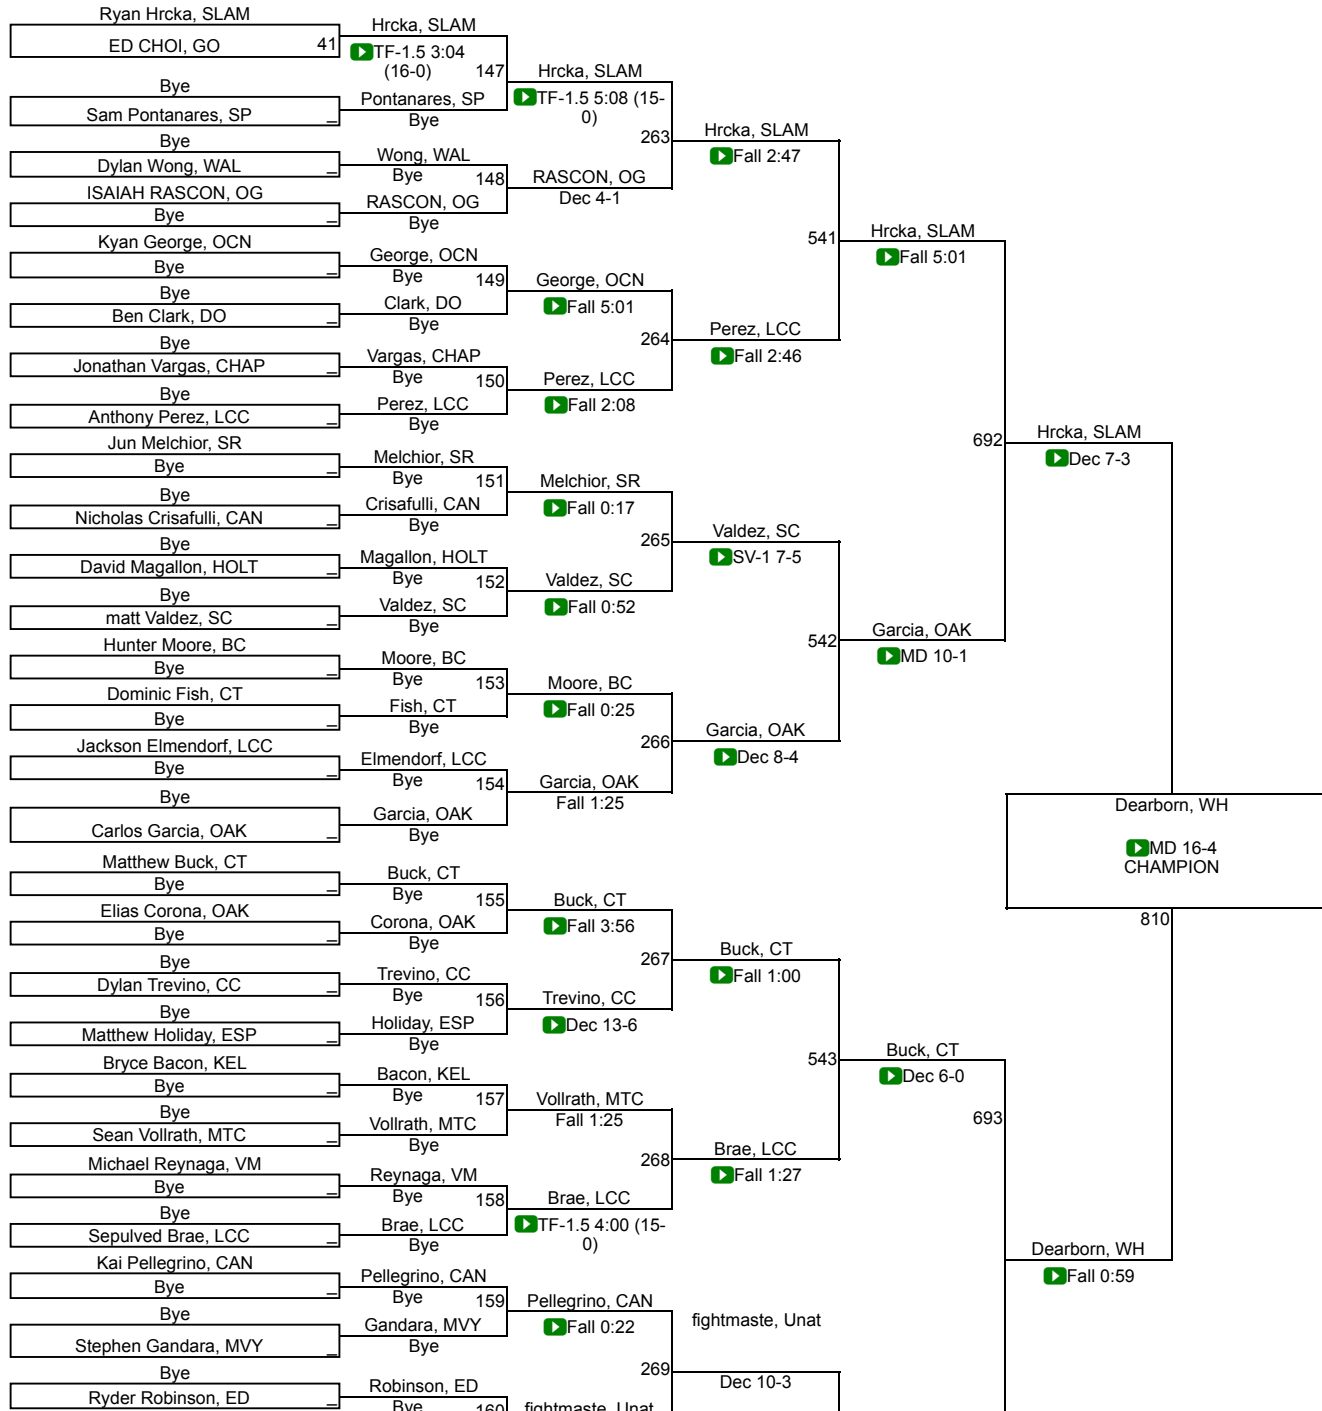 Ryan Hrcka, SLAM
ED CHOI, GO 41
Bye
Sam Pontanares, SP _
Bye
Dylan Wong, WAL _
ISAIAH RASCON, OG
Bye _
Kyan George, OCN
Bye _
Bye
Ben Clark, DO _
Bye
Jonathan Vargas, CHAP _
Bye
Anthony Perez, LCC _
Jun Melchior, SR
Bye _
Bye
Nicholas Crisafulli, CAN _
Bye
David Magallon, HOLT _
Bye
matt Valdez, SC _
Hunter Moore, BC
Bye _
Dominic Fish, CT
Bye _
Jackson Elmendorf, LCC
Bye _
Bye
Carlos Garcia, OAK _
Matthew Buck, CT
Bye _
Elias Corona, OAK
Bye _
Bye
Dylan Trevino, CC _
Bye
Matthew Holiday, ESP _
Bryce Bacon, KEL
Bye _
Bye
Sean Vollrath, MTC _
Michael Reynaga, VM
Bye _
Bye
Sepulved Brae, LCC _
Kai Pellegrino, CAN
Bye _
Bye
Stephen Gandara, MVY _
Bye
Ryder Robinson, ED _
Hrcka, SLAM
TF-1.5 3:04
(16-0) 147
Pontanares, SP
Bye
Wong, WAL
Bye 148
RASCON, OG
Bye
George, OCN
Bye 149
Clark, DO
Bye
Vargas, CHAP
Bye 150
Perez, LCC
Bye
Melchior, SR
Bye 151
Crisafulli, CAN
Bye
Magallon, HOLT
Bye 152
Valdez, SC
Bye
Moore, BC
Bye 153
Fish, CT
Bye
Elmendorf, LCC
Bye 154
Garcia, OAK
Bye
Buck, CT
Bye 155
Corona, OAK
Bye
Trevino, CC
Bye 156
Holiday, ESP
Bye
Bacon, KEL
Bye 157
Vollrath, MTC
Bye
Reynaga, VM
Bye 158
Brae, LCC
Bye
Pellegrino, CAN
Bye 159
Gandara, MVY
Bye
Robinson, ED
Bye 160
Hrcka, SLAM
TF-1.5 5:08 (15-
0)
263
RASCON, OG
Dec 4-1
George, OCN
Fall 5:01
264
Perez, LCC
Fall 2:08
Melchior, SR
Fall 0:17
265
Valdez, SC
Fall 0:52
Moore, BC
Fall 0:25
266
Garcia, OAK
Fall 1:25
Buck, CT
Fall 3:56
267
Trevino, CC
Dec 13-6
Vollrath, MTC
Fall 1:25
268
Brae, LCC
TF-1.5 4:00 (15-
0)
Pellegrino, CAN
Fall 0:22
269
fightmaste, Unat
Hrcka, SLAM
Fall 2:47
541
Perez, LCC
Fall 2:46
Valdez, SC
SV-1 7-5
542
Garcia, OAK
Dec 8-4
Buck, CT
Fall 1:00
543
Brae, LCC
Fall 1:27
fightmaste, Unat
Dec 10-3
Hrcka, SLAM
Fall 5:01
692
Garcia, OAK
MD 10-1
Buck, CT
Dec 6-0
693
Hrcka, SLAM
Dec 7-3
Dearborn, WH
Fall 0:59
Dearborn, WH
MD 16-4
CHAMPION
810